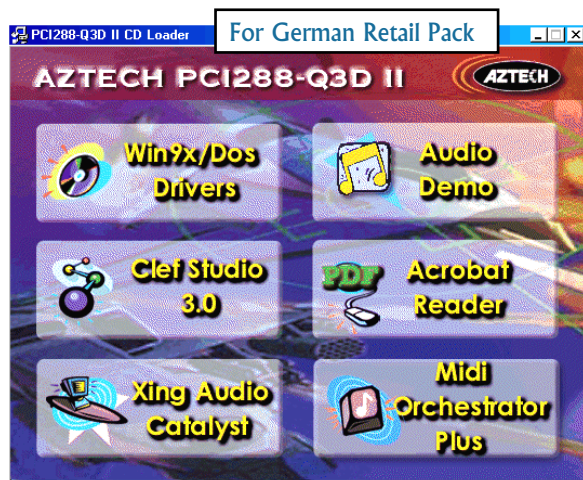 PCI288-Q3D II CD Loader
For German Retail Pack
AZTECH PCI288-Q3D II
AZTECH
Win9x/Dos
Drivers
Audio
Demo
Clef Studio
3.0
PDF
Acrobat
Reader
Xing Audio
Catalyst
Midi
Orchestrator
Plus